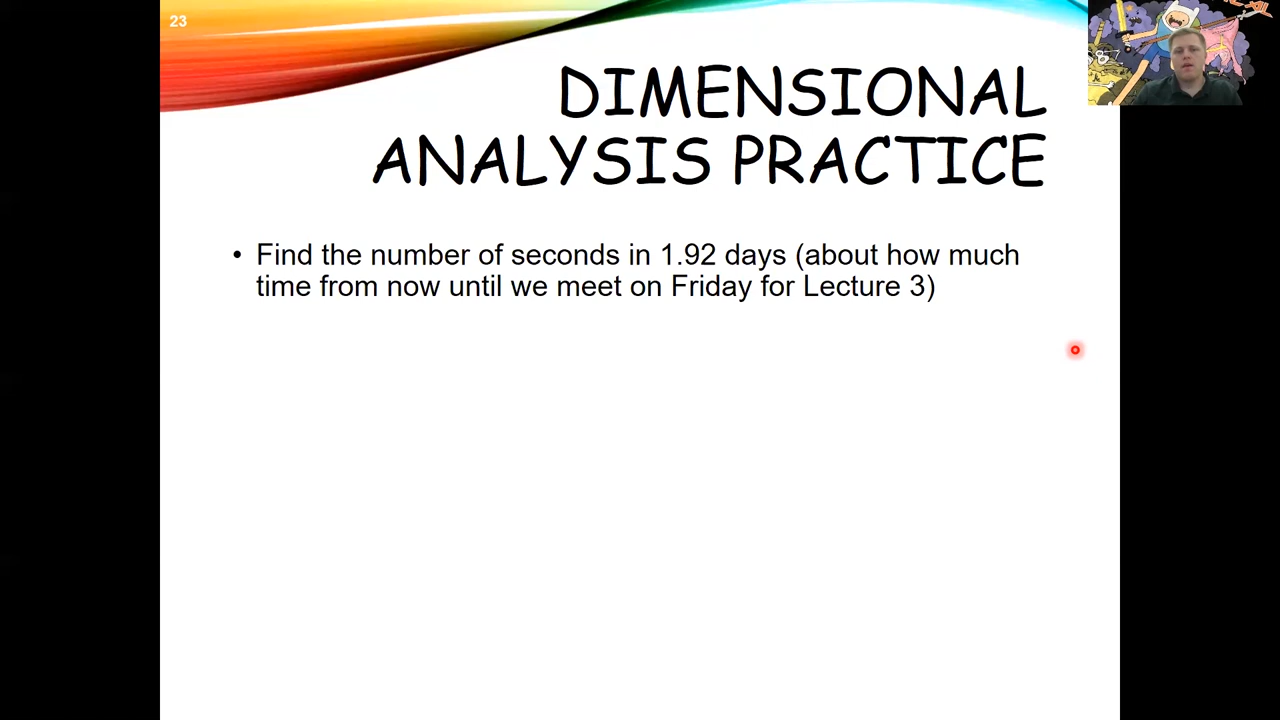 23
DIMENSIONAL
ANALYSIS PRACTICE
• Find the number of seconds in 1.92 days (about how much
time from now until we meet on Friday for Lecture 3)